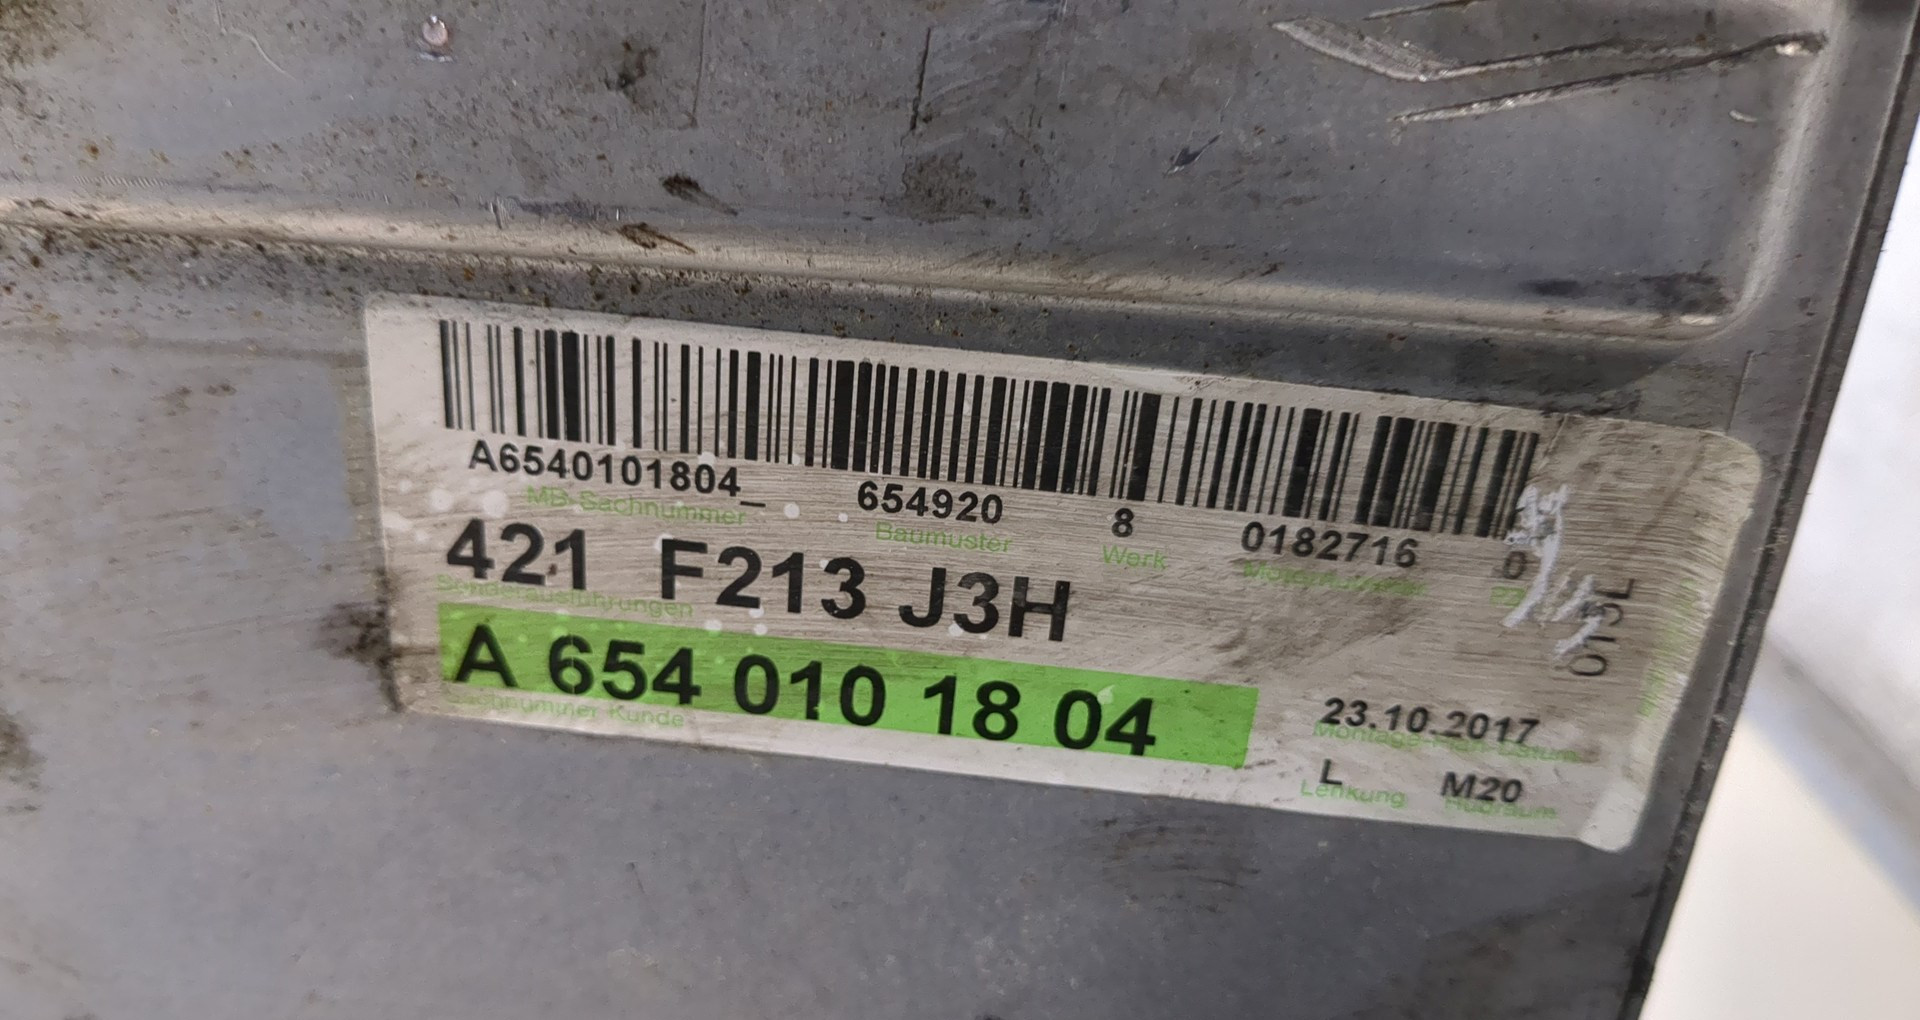 A6540101804_ 654920 8 0182716 0
MB-Sachnummer Baumuster Werk
421 F213 J3H
Sonderausführungen
A 654 010 18 04
Sachnummer Kunde
23.10.2017
L M20
Lenkung Hubraum